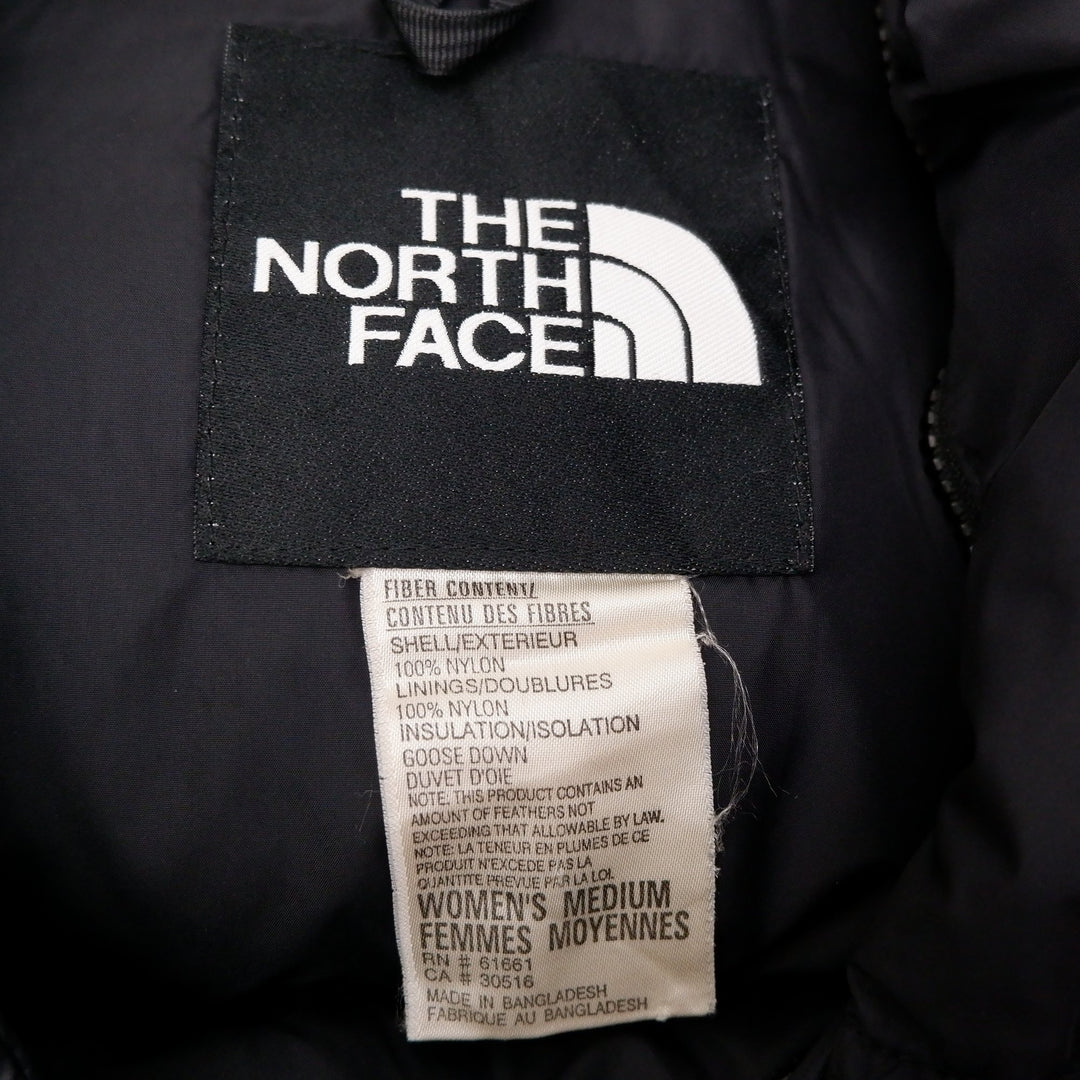 THE
NORTH
FACE
FIBER CONTENT/
CONTENU DES FIBRES
SHELL/EXTERIEUR
100% NYLON
LININGS/DOUBLURES
100% NYLON
INSULATION/ISOLATION
GOOSE DOWN
DUVET D'OIE
NOTE. THIS PRODUCT CONTAINS AN
AMOUNT OF FEATHERS NOT
EXCEEDING THAT ALLOWABLE BY LAW.
NOTE: LA TENEUR EN PLUMES DE CE
PRODUIT N'EXCEDE PAS LA
QUANTITE PREVUE PAR LA LOI.
WOMEN'S MEDIUM
FEMMES MOYENNES
RN # 61661
CA # 30516
MADE IN BANGLADESH
FABRIQUE AU BANGLADESH